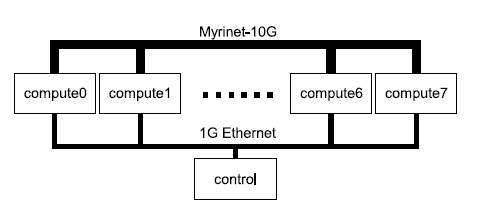 Myrinet-10G
compute0 compute1 compute6 compute7
1G Ethernet
control